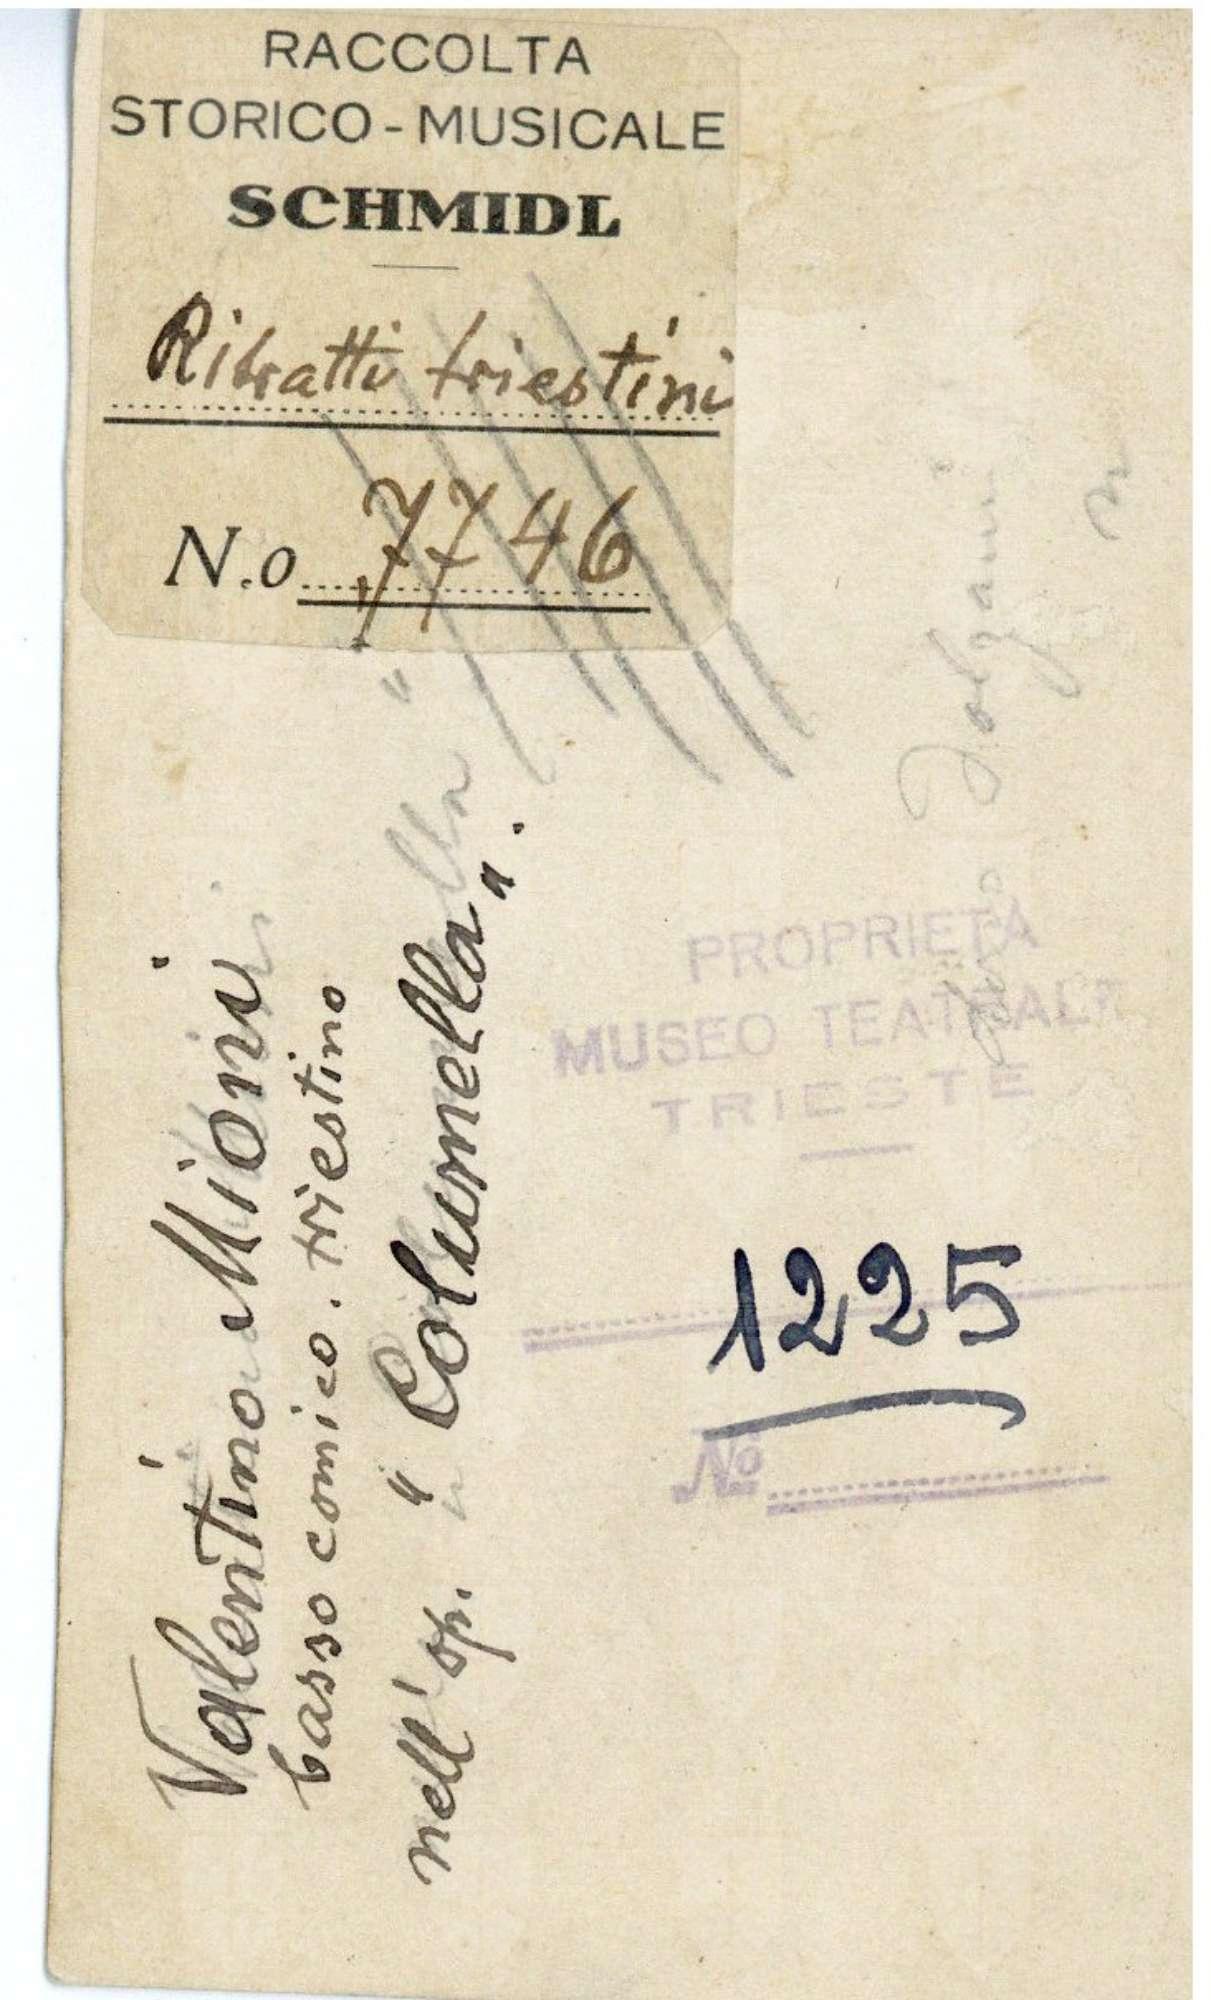 RACCOLTA
STORICO - MUSICALE
SCHMIDL
Ritratti triestini
N.o 7746
Valentino Mioni
basso comico. triestino
nell' op. "Columella".
PROPRIETÀ
MUSEO TEATRALE
TRIESTE
1225
No